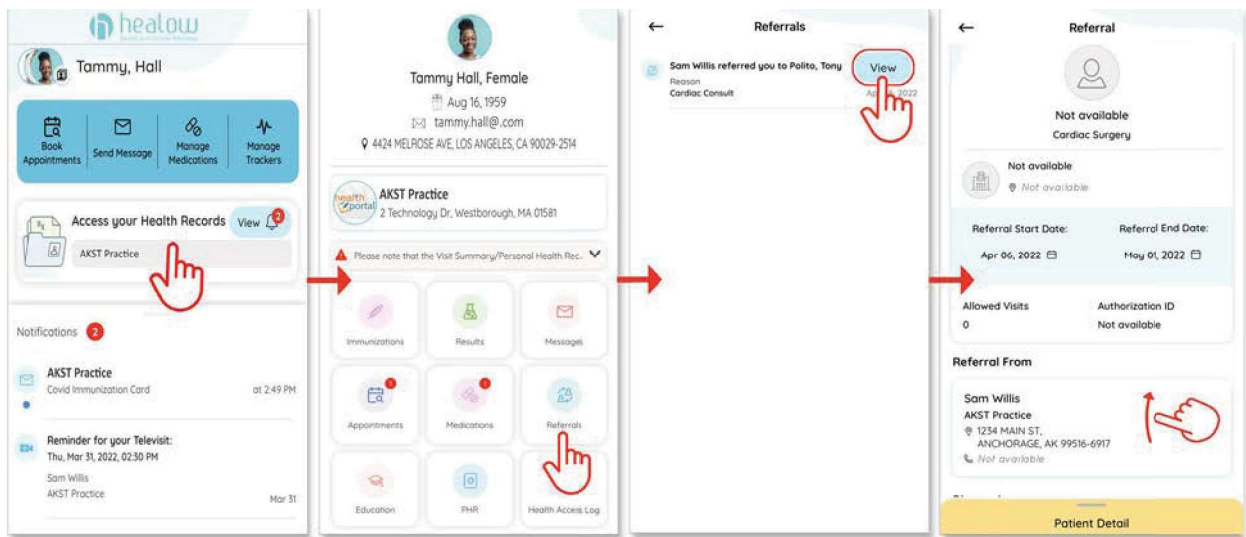 healow
Tammy, Hall
Book
Appointments
Send Message
Manage
Medications
Manage
Trackers
Access your Health Records
View
2
AKST Practice
Notifications
2
AKST Practice
Covid Immunization Card
at 2:49 PM
Reminder for your Televisit:
Thu, Mar 31, 2022, 02:30 PM
Sam Willis
AKST Practice
Mar 31
Tammy Hall, Female
Aug 16, 1959
tammy.hall@.com
4424 MELROSE AVE, LOS ANGELES, CA 90029-2514
health
portal
AKST Practice
2 Technology Dr, Westborough, MA 01581
Please note that the Visit Summary/Personal Health Rec..
Immunizations
Results
Messages
1
Appointments
1
Medications
Referrals
Education
PHR
Health Access Log
Referrals
Sam Willis referred you to Polito, Tony
View
Reason
Cardiac Consult
2022
Referral
Not available
Cardiac Surgery
Not available
Not available
Referral Start Date:
Referral End Date:
Apr 06, 2022
May 01, 2022
Allowed Visits
Authorization ID
0
Not available
Referral From
Sam Willis
AKST Practice
1234 MAIN ST,
ANCHORAGE, AK 99516-6917
Not available
Patient Detail